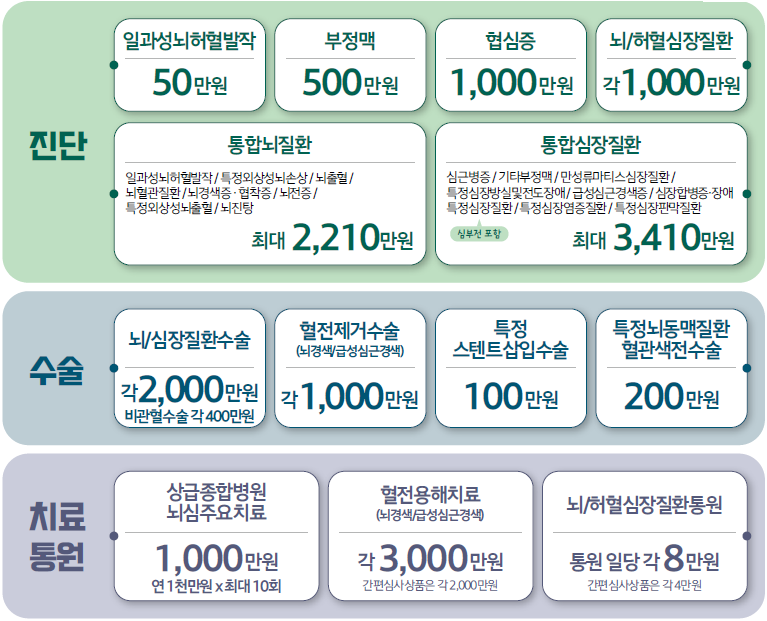 진단
일과성뇌허혈발작
50만원
부정맥
500만원
협심증
1,000만원
뇌/허혈심장질환
각1,000만원
통합뇌질환
일과성뇌허혈발작 / 특정외상성뇌손상 / 뇌출혈 /
뇌혈관질환 / 뇌경색증·협착증 / 뇌전증 /
특정외상성뇌출혈 / 뇌진탕
최대 2,210만원
통합심장질환
심근병증 / 기타부정맥 / 만성류마티스심장질환 /
특정심장방실및전도장애 / 급성심근경색증 / 심장합병증·장애
특정심장질환 / 특정심장염증질환 / 특정심장판막질환
심부전 포함
최대 3,410만원
수술
뇌/심장질환수술
각2,000만원
비관혈수술 각 400만원
혈전제거수술
(뇌경색/급성심근경색)
각1,000만원
특정
스텐트삽입수술
100만원
특정뇌동맥질환
혈관색전수술
200만원
치료
통원
상급종합병원
뇌심주요치료
1,000만원
연 1천만원 x 최대 10회
혈전용해치료
(뇌경색/급성심근경색)
각 3,000만원
간편심사상품은 각 2,000만원
뇌/허혈심장질환통원
통원 일당 각 8만원
간편심사상품은 각 4만원